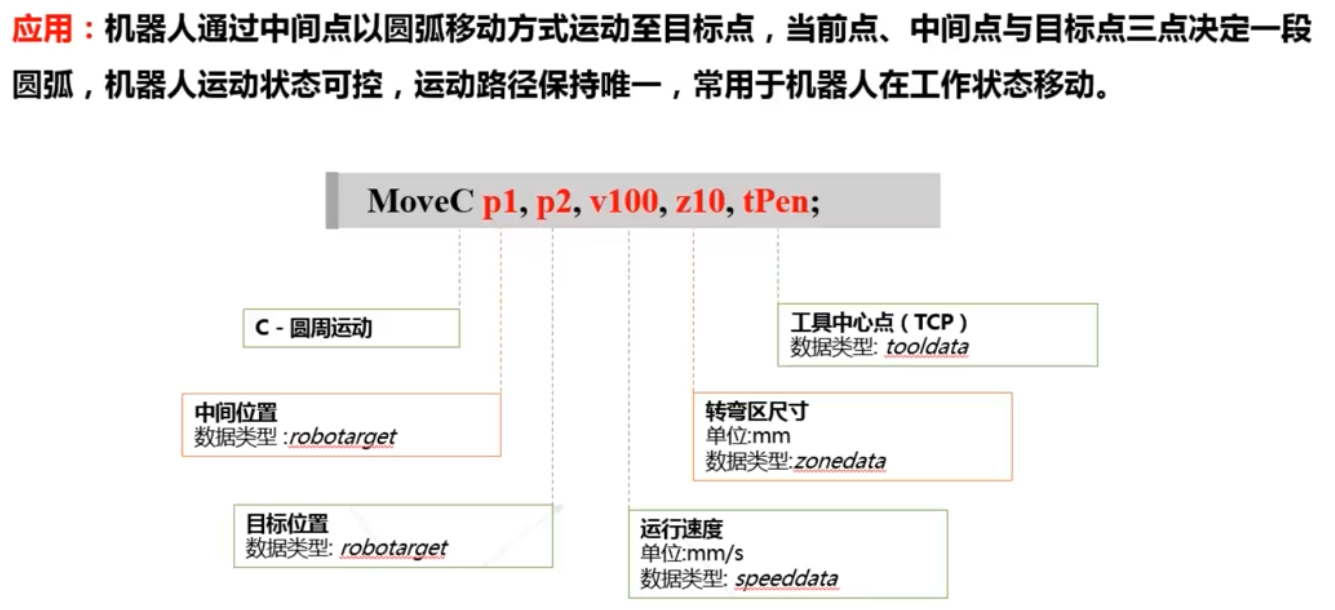 应用：机器人通过中间点以圆弧移动方式运动至目标点，当前点、中间点与目标点三点决定一段
圆弧，机器人运动状态可控，运动路径保持唯一，常用于机器人在工作状态移动。
MoveC p1, p2, v100, z10, tPen;
C - 圆周运动
工具中心点（TCP）
数据类型: tooldata
中间位置
数据类型 :robotarget
转弯区尺寸
单位:mm
数据类型:zonedata
目标位置
数据类型: robotarget
运行速度
单位:mm/s
数据类型: speeddata